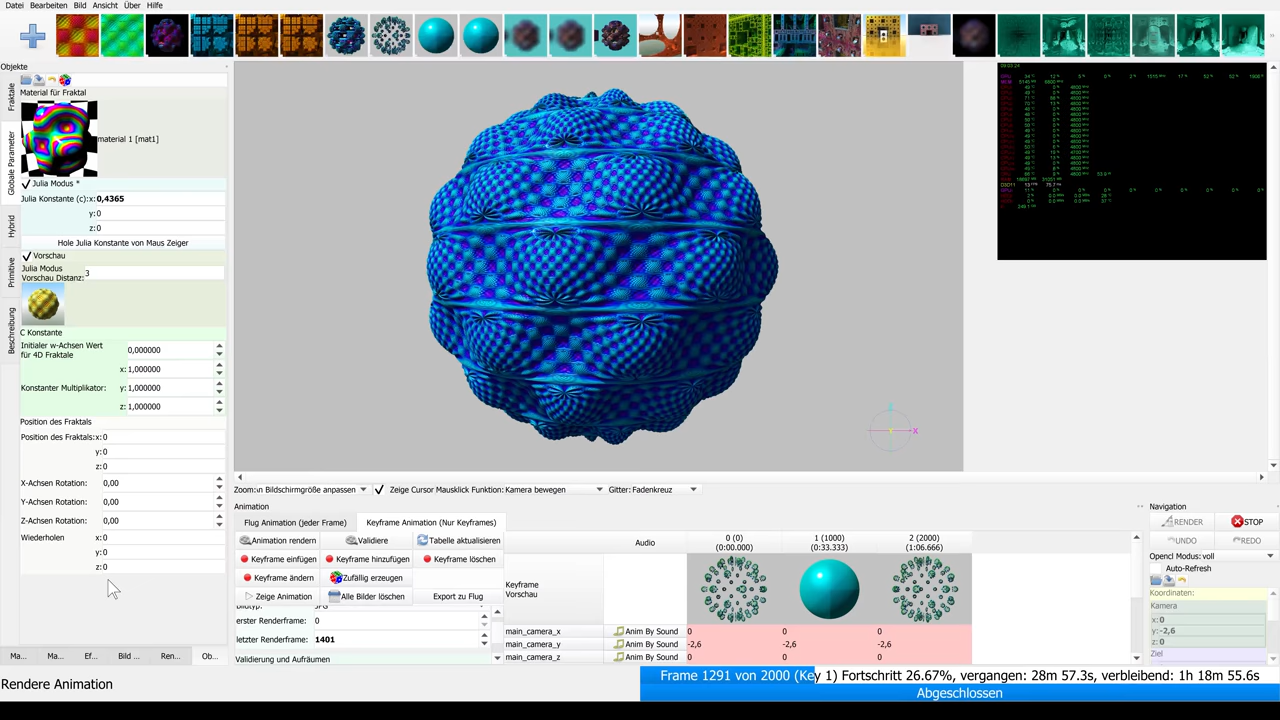 Datei Bearbeiten Bild Ansicht Über Hilfe
Objekte
Fraktale
Globale Parameter
Hybrid
Primitive
Beschreibung
Material für Fraktal
material 1 [mat1]
Julia Modus *
Julia Konstante (c): x: 0,4365
y: 0
z: 0
Hole Julia Konstante von Maus Zeiger
Vorschau
Julia Modus
Vorschau Distanz: 3
C Konstante
Initialer w-Achsen Wert
für 4D Fraktale
0,000000
x: 1,000000
Konstanter Multiplikator: y: 1,000000
z: 1,000000
Position des Fraktals
Position des Fraktals: x: 0
y: 0
z: 0
X-Achsen Rotation: 0,00
Y-Achsen Rotation: 0,00
Z-Achsen Rotation: 0,00
Wiederholen x: 0
y: 0
z: 0
Ma... Ma... Ef... Bild ... Ren... Ob...
x
Bildschirmgröße anpassen
Zeige Cursor Mausklick Funktion: Kamera bewegen
Gitter: Fadenkreuz
Animation
Flug Animation (jeder Frame) Keyframe Animation (Nur Keyframes)
Animation rendern Validiere Tabelle aktualisieren
Keyframe einfügen Keyframe hinzufügen Keyframe löschen
Keyframe ändern Zufällig erzeugen
Zeige Animation Alle Bilder löschen Export zu Flug
erster Renderframe: 0
letzter Renderframe: 1401
Validierung und Aufräumen
Audio
0 (0)
(0:00.000)
1 (1000)
(0:33.333)
2 (2000)
(1:06.666)
Keyframe
Vorschau
main_camera_x Anim By Sound 0 0 0
main_camera_y Anim By Sound -2,6 -2,6 -2,6
main_camera_z Anim By Sound 0 0 0
Navigation
RENDER STOP
UNDO REDO
Opencl Modus: voll
Auto-Refresh
Koordinaten:
Kamera
x: 0
y: -2,6
z: 0
Ziel
Rendere Animation
Frame 1291 von 2000 (Key 1) Fortschritt 26.67%, vergangen: 28m 57.3s, verbleibend: 1h 18m 55.6s
Abgeschlossen